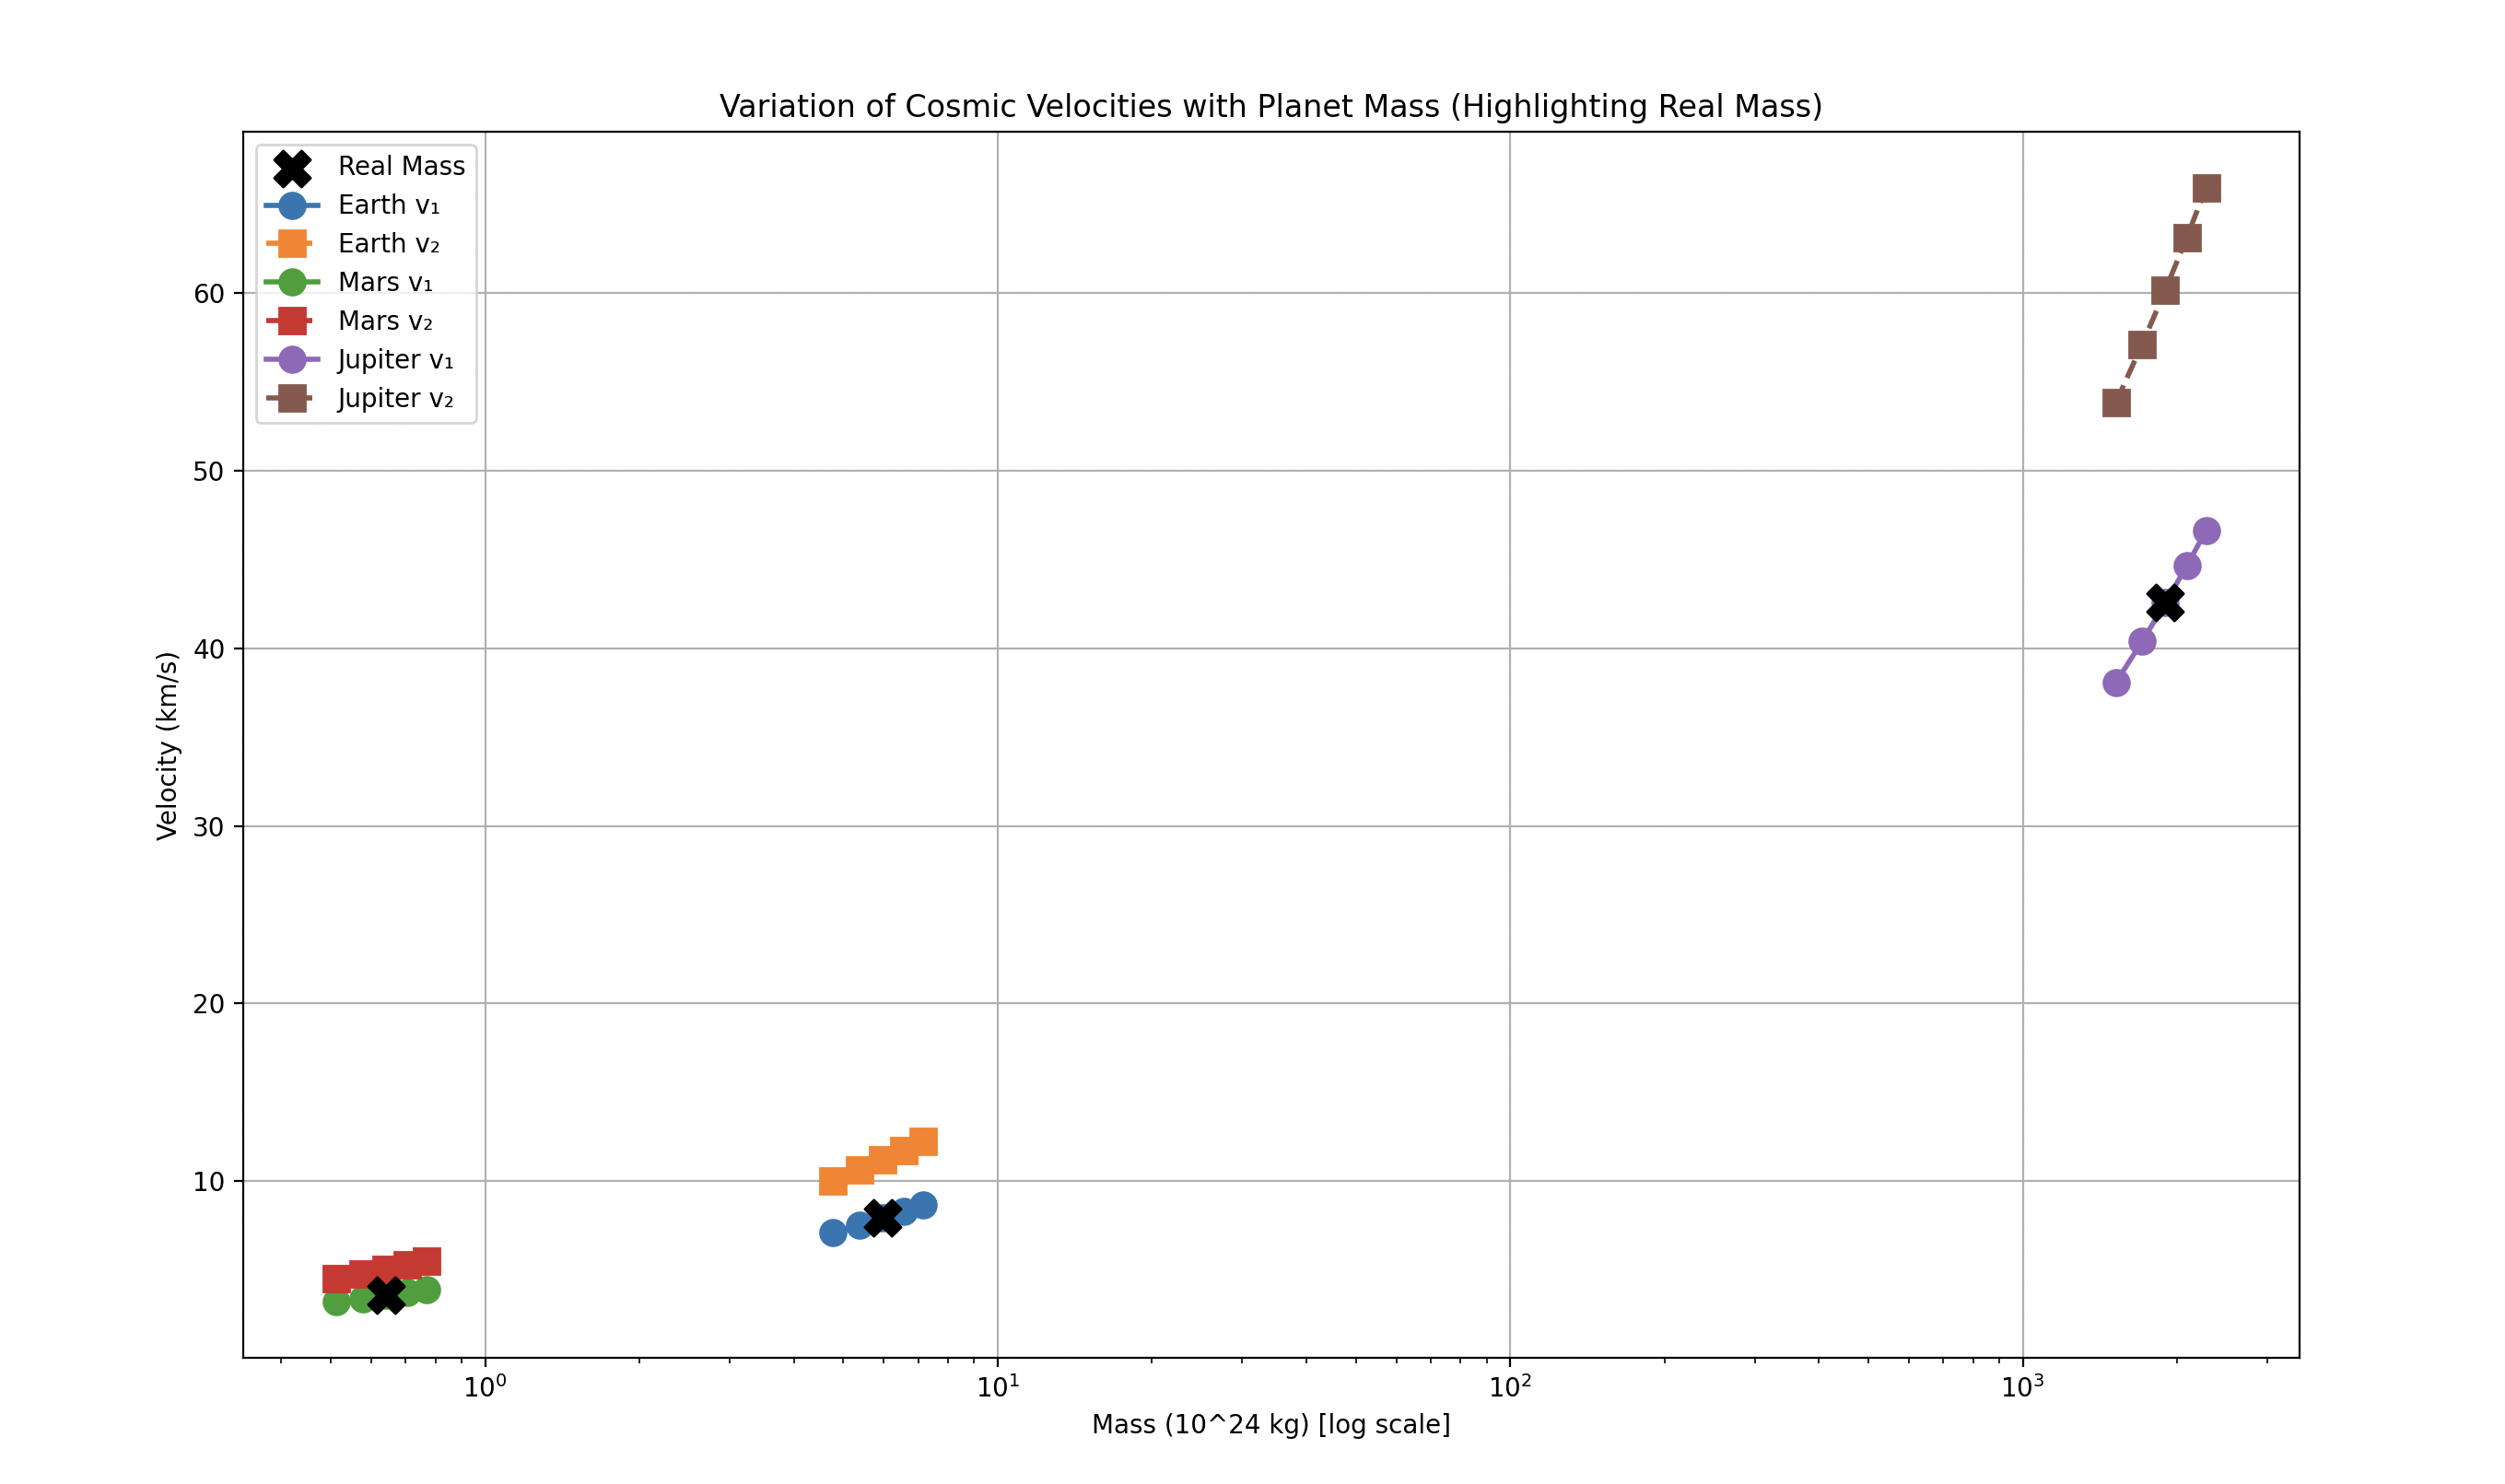 Variation of Cosmic Velocities with Planet Mass (Highlighting Real Mass)
Real Mass
Earth v₁
Earth v₂
Mars v₁
Mars v₂
Jupiter v₁
Jupiter v₂
60
50
40
30
20
10
Velocity (km/s)
10⁰ 10¹ 10² 10³
Mass (10^24 kg) [log scale]